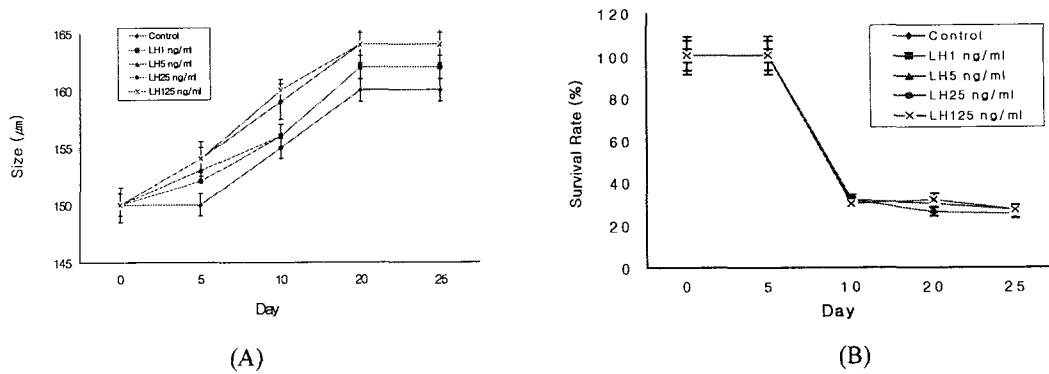 Control
LH1 ng/ml
LH5 ng/ml
LH25 ng/ml
LH125 ng/ml
Size (㎛)
165
160
155
150
145
0
5
10
20
25
Day
(A)
Control
LH1 ng/ml
LH5 ng/ml
LH25 ng/ml
LH125 ng/ml
Survival Rate (%)
120
100
80
60
40
20
0
0
5
10
20
25
Day
(B)